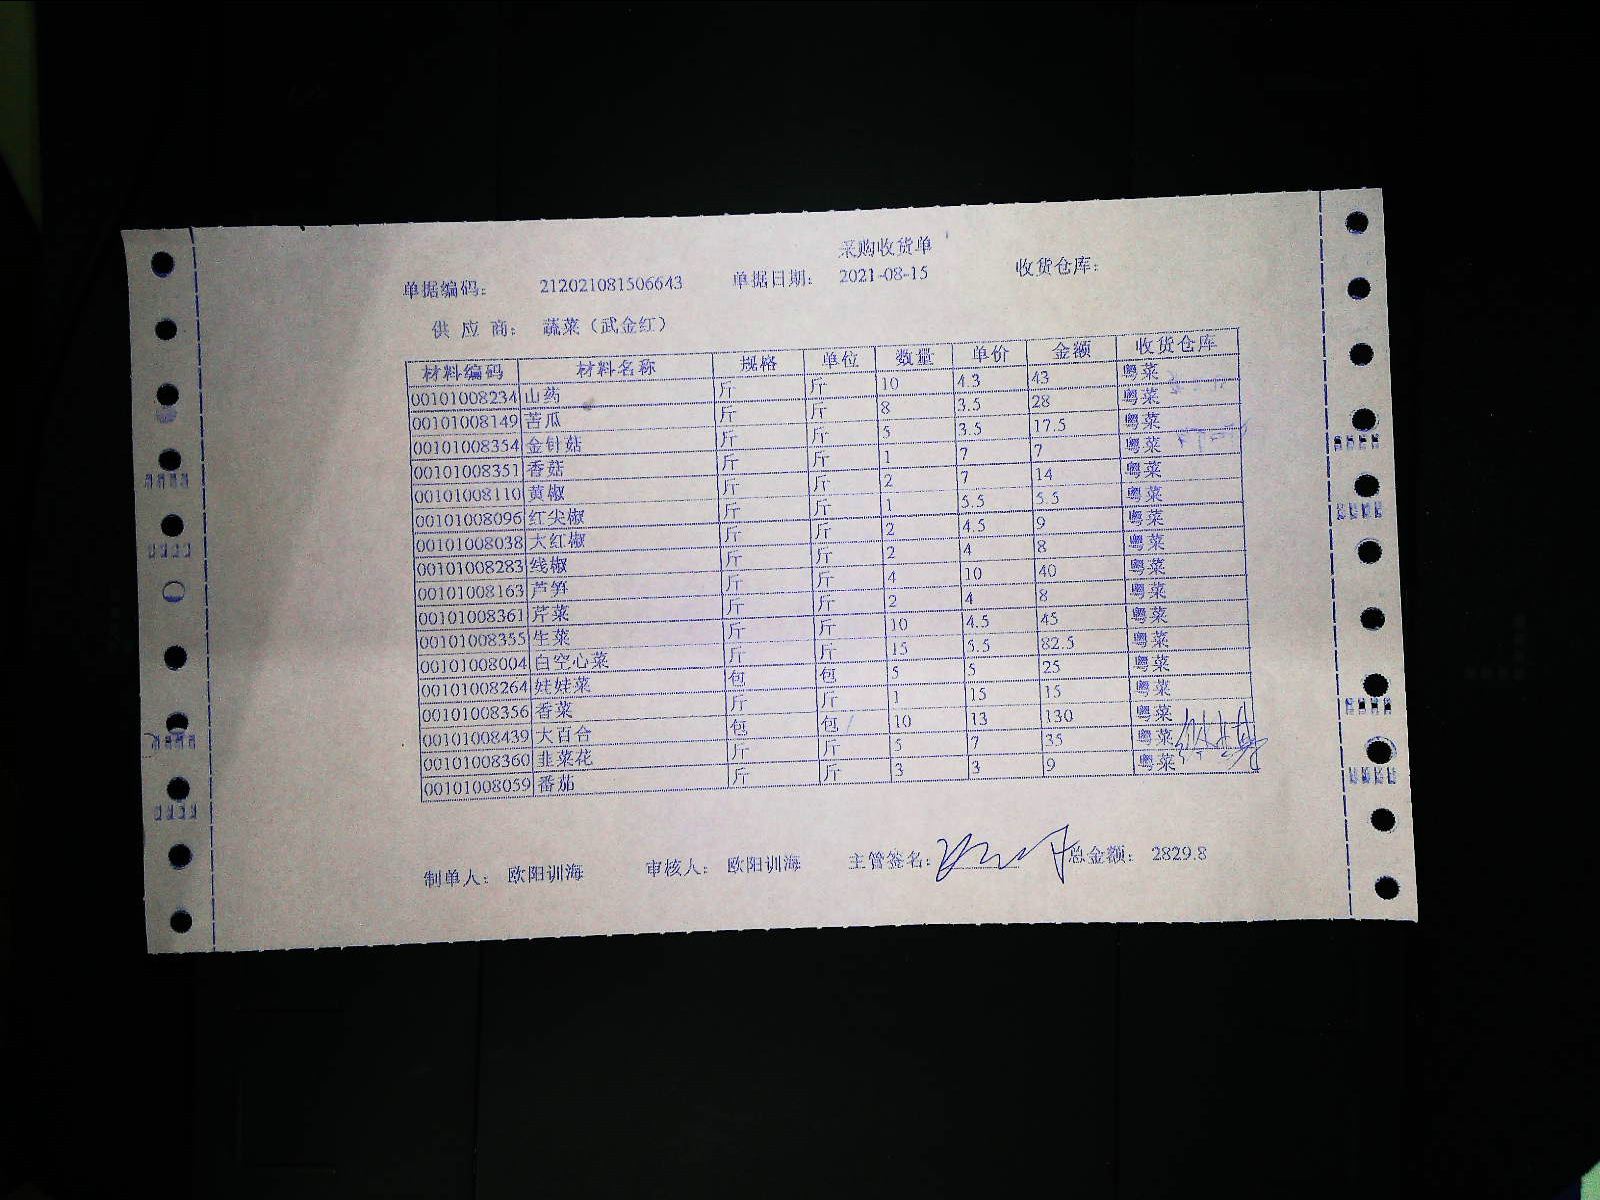 采购收货单
单据编码: 212021081506643 单据日期: 2021-08-15 收货仓库:
供应商: 蔬菜（武金红）
材料编码 材料名称 规格 单位 数量 单价 金额 收货仓库
00101008234 山药 斤 斤 10 4.3 43 粤菜
00101008149 苦瓜 斤 斤 8 3.5 28 粤菜
00101008354 金针菇 斤 斤 5 3.5 17.5 粤菜
00101008351 香菇 斤 斤 1 7 7 粤菜
00101008110 黄椒 斤 斤 2 7 14 粤菜
00101008096 红尖椒 斤 斤 1 5.5 5.5 粤菜
00101008038 大红椒 斤 斤 2 4.5 9 粤菜
00101008283 线椒 斤 斤 2 4 8 粤菜
00101008163 芦笋 斤 斤 4 10 40 粤菜
00101008361 芹菜 斤 斤 2 4 8 粤菜
00101008355 生菜 斤 斤 10 4.5 45 粤菜
00101008004 白空心菜 斤 斤 15 5.5 82.5 粤菜
00101008264 娃娃菜 包 包 5 5 25 粤菜
00101008356 香菜 斤 斤 1 15 15 粤菜
00101008439 大百合 包 包 10 13 130 粤菜
00101008360 韭菜花 斤 斤 5 7 35 粤菜
00101008059 番茄 斤 斤 3 3 9 粤菜
制单人: 欧阳训海 审核人: 欧阳训海 主管签名: 总金额: 2829.8